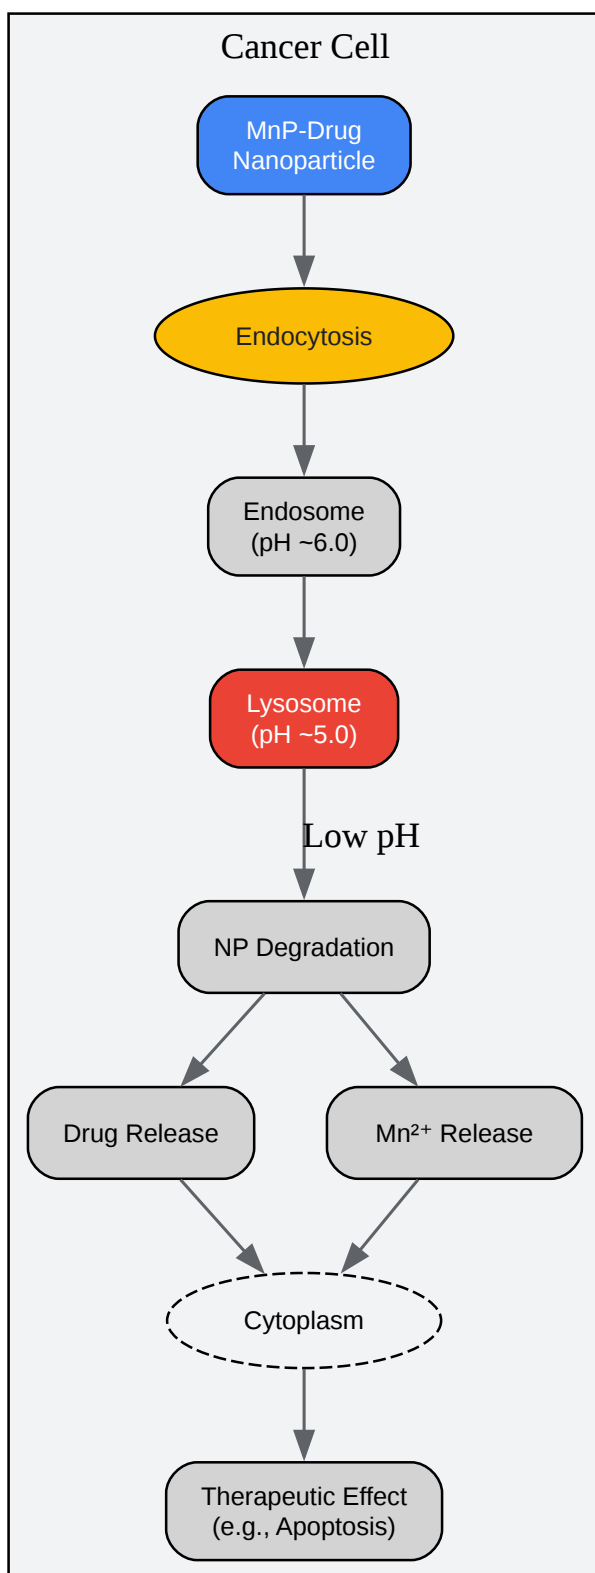 Cancer Cell
MnP-Drug
Nanoparticle
Endocytosis
Endosome
(pH ~6.0)
Lysosome
(pH ~5.0)
Low pH
NP Degradation
Drug Release
Mn²⁺ Release
Cytoplasm
Therapeutic Effect
(e.g., Apoptosis)